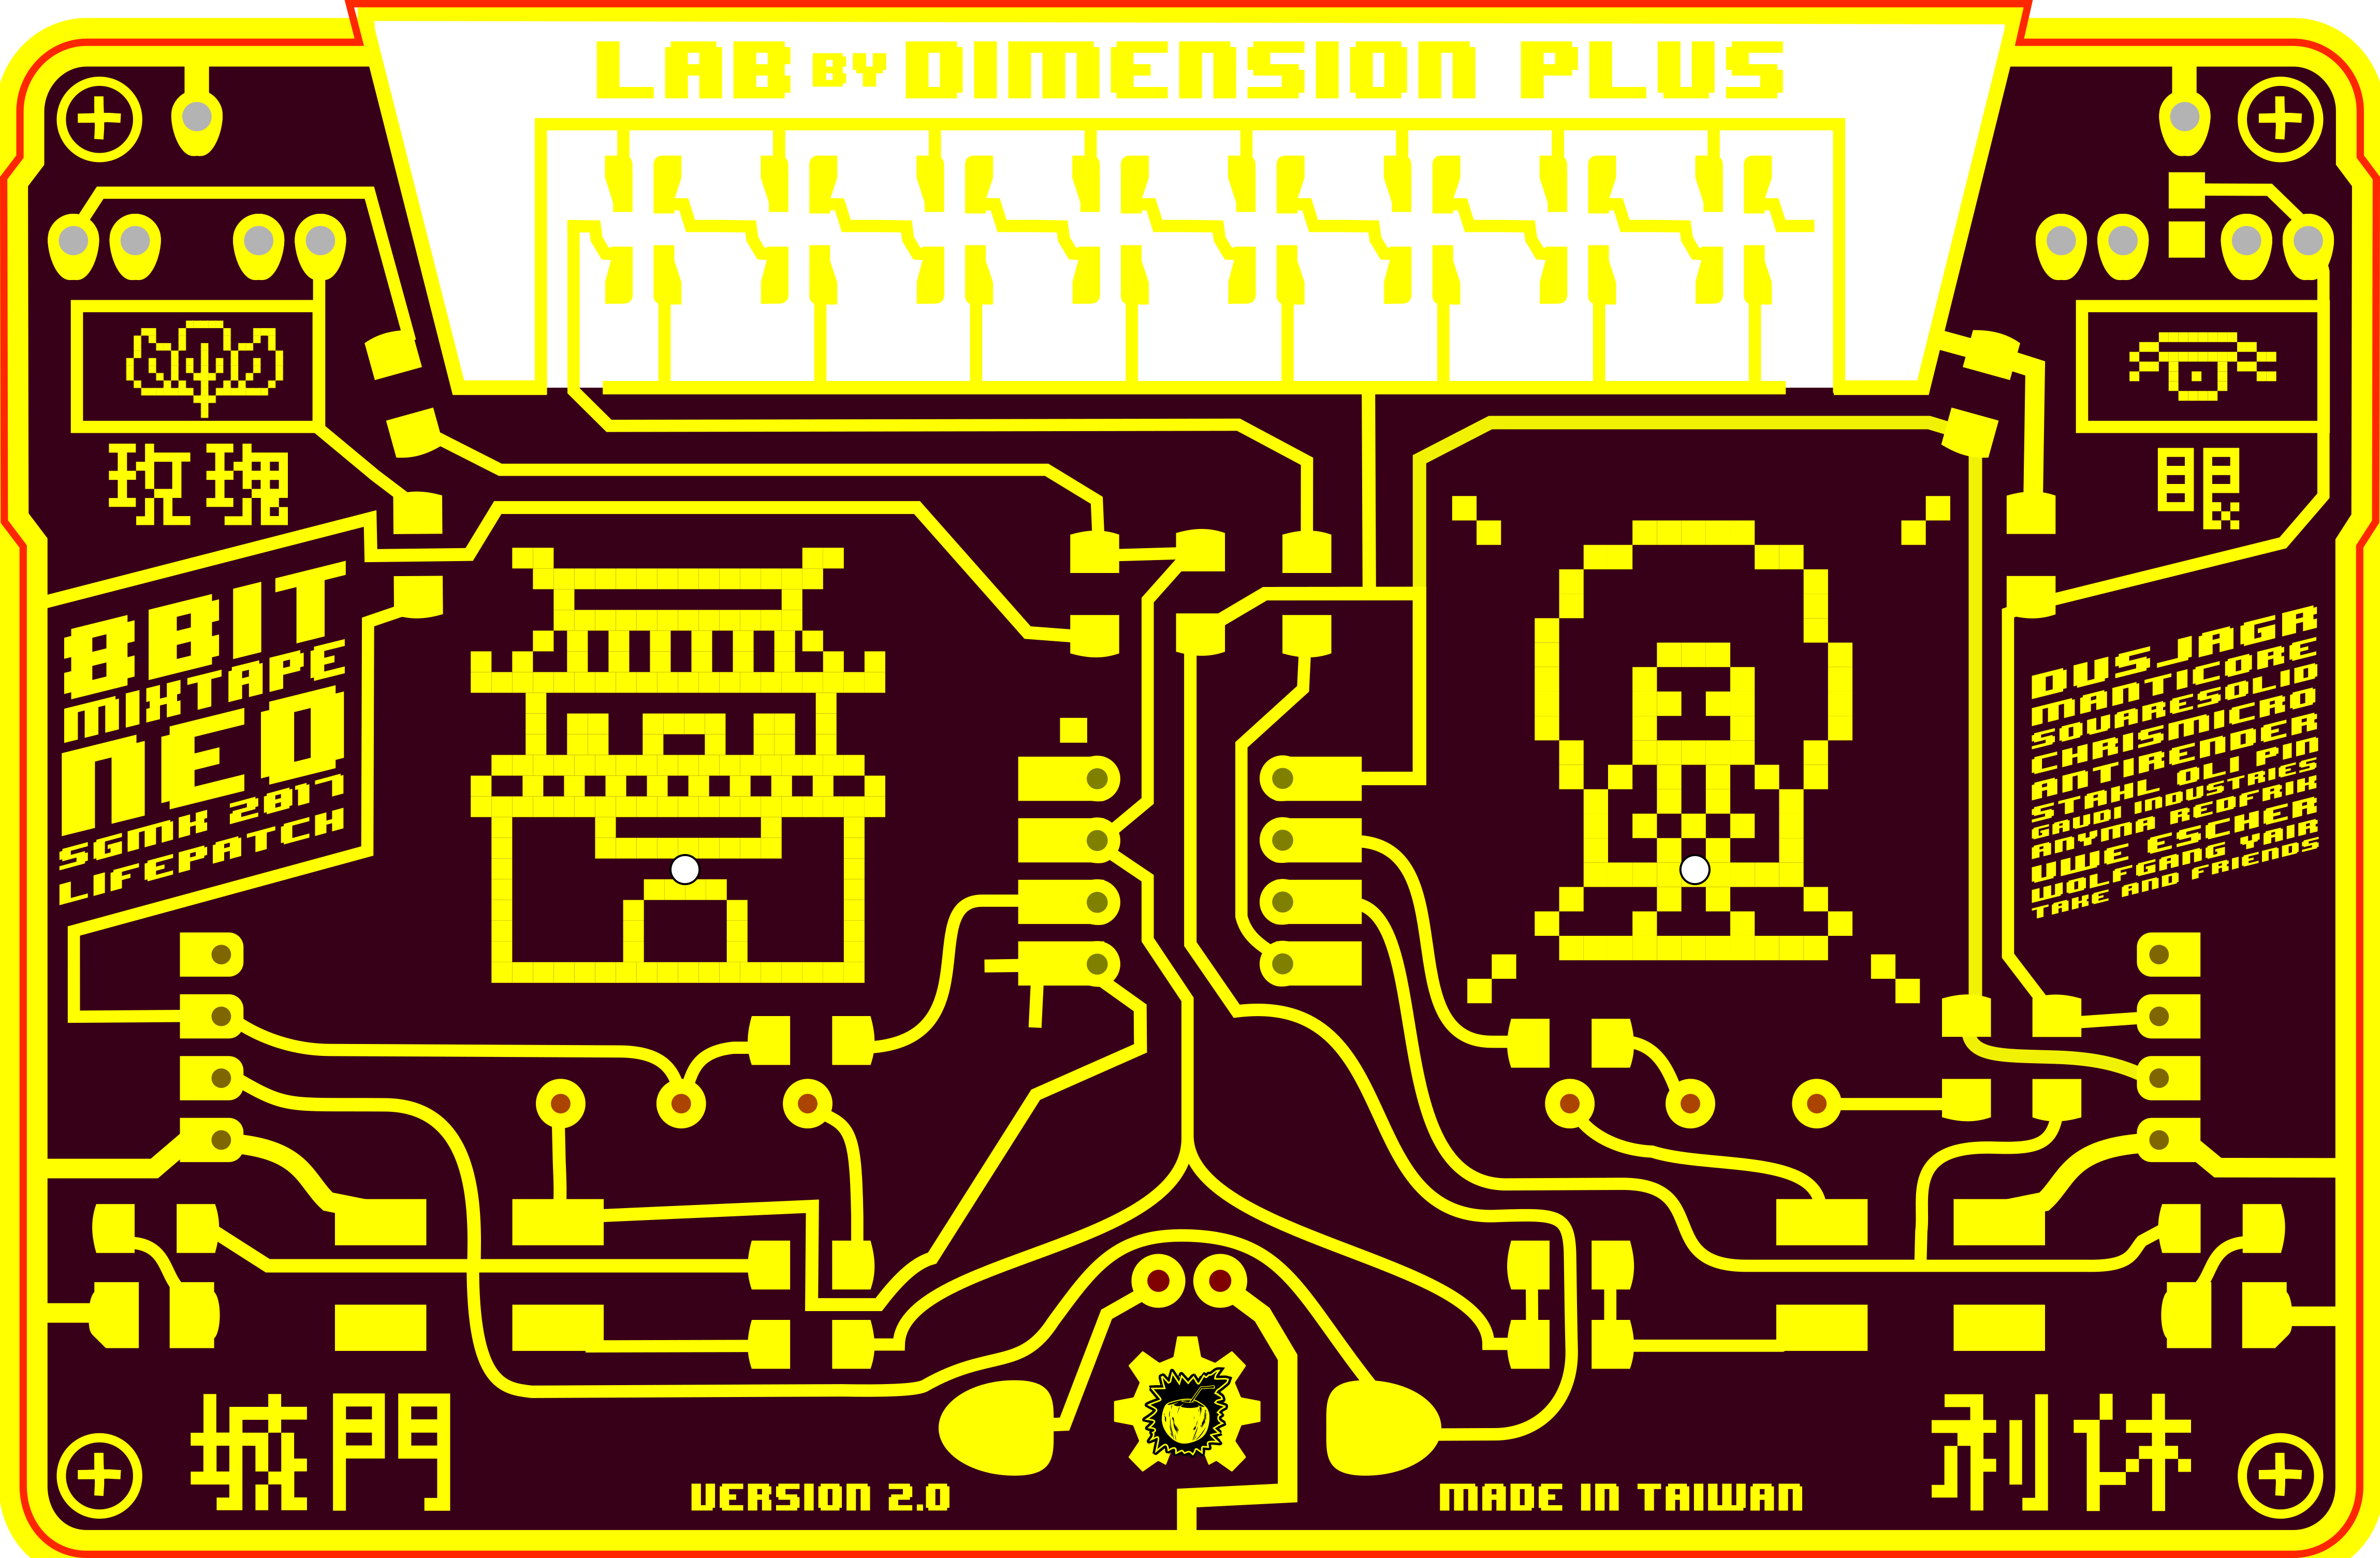 LAB BY DIMENSION PLUS
玫瑰
眼
8BIT
MIXTAPE
NEO
SGMK 2017
LIFEPATCH
DUSJAGR
MANTICORE
SQUARESOLID
CHRISMICRO
ANTIRENDER
STAHL OLI PIN
GAUDI INDUSTRIES
ANYMA REDFRIK
UWE ESCHER
WOLFGANG YAIR
TAKE AND FRIENDS
城門
VERSION 2.0
MADE IN TAIWAN